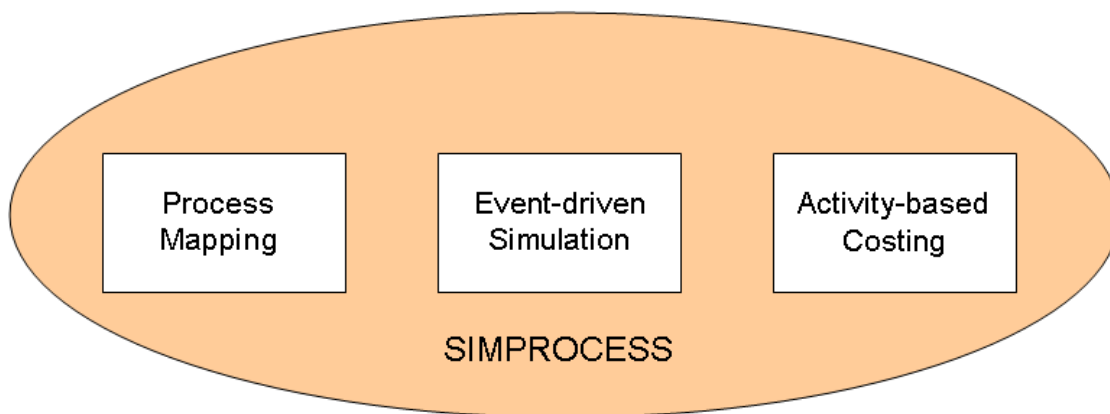 Process
Mapping
Event-driven
Simulation
Activity-based
Costing
SIMPROCESS